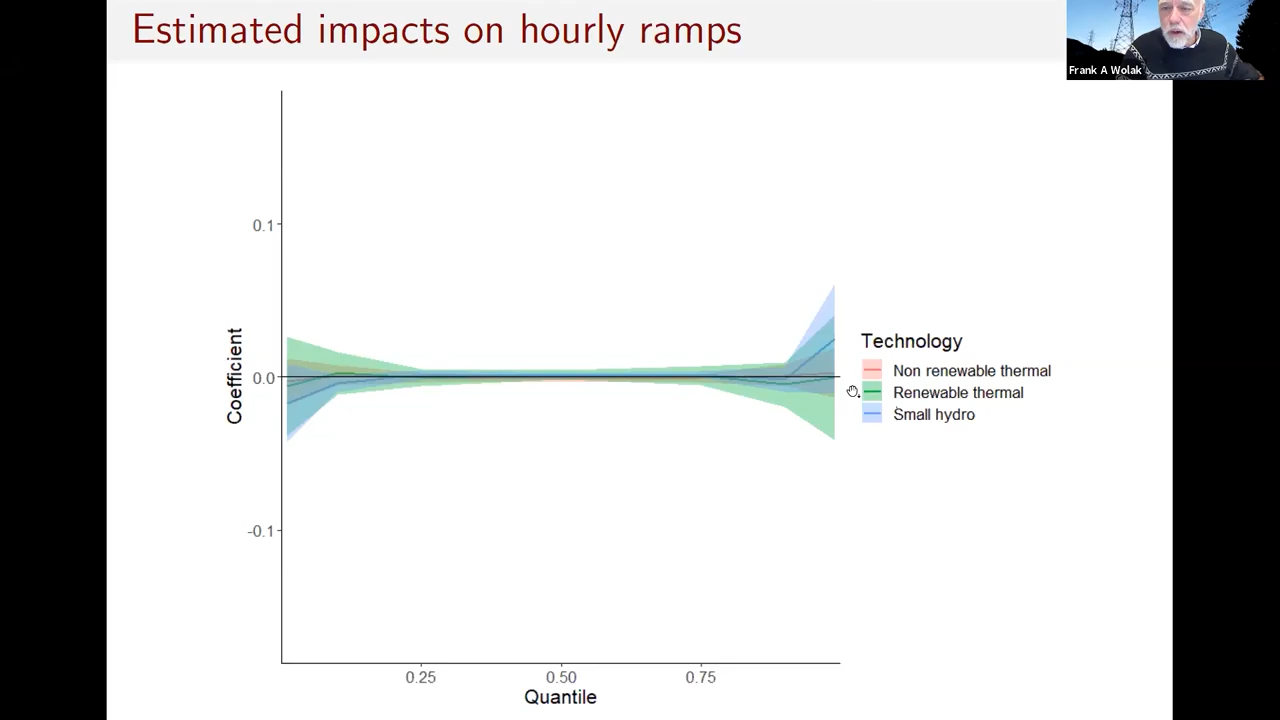 Estimated impacts on hourly ramps
Frank A Wolak
0.1
0.0
-0.1
Coefficient
0.25
0.50
0.75
Quantile
Technology
Non renewable thermal
Renewable thermal
Small hydro